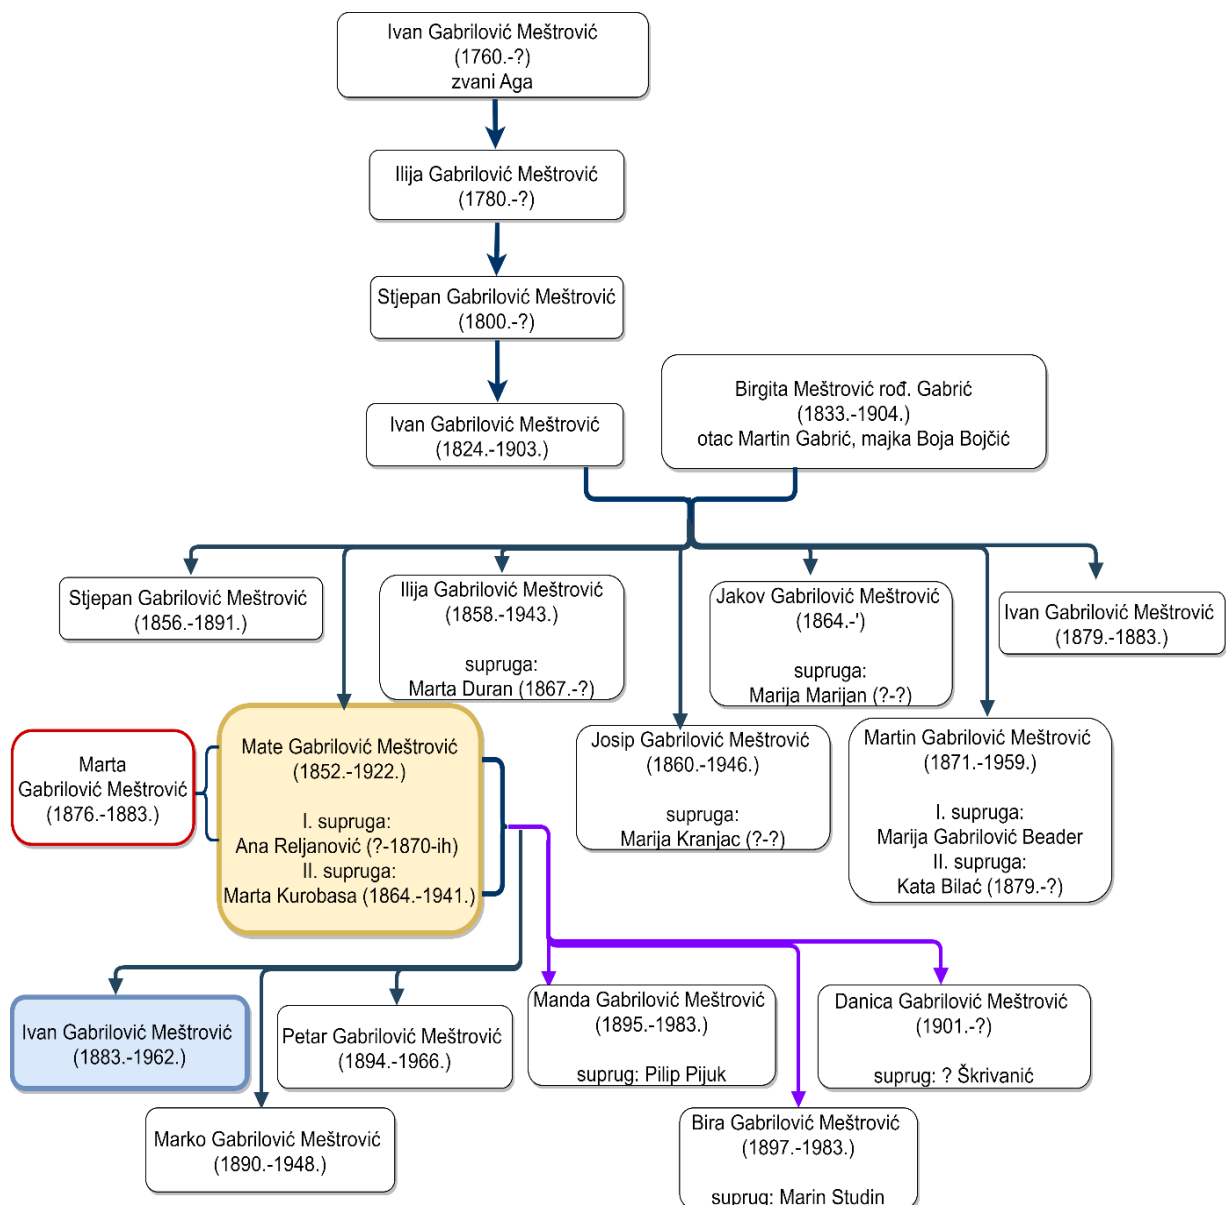 Ivan Gabrilović Meštrović
(1760.-?)
zvani Aga
Ilija Gabrilović Meštrović
(1780.-?)
Stjepan Gabrilović Meštrović
(1800.-?)
Ivan Gabrilović Meštrović
(1824.-1903.)
Birgita Meštrović rođ. Gabrić
(1833.-1904.)
otac Martin Gabrić, majka Boja Bojčić
Stjepan Gabrilović Meštrović
(1856.-1891.)
Ilija Gabrilović Meštrović
(1858.-1943.)
supruga:
Marta Duran (1867.-?)
Jakov Gabrilović Meštrović
(1864.-')
supruga:
Marija Marijan (?-?)
Ivan Gabrilović Meštrović
(1879.-1883.)
Marta
Gabrilović Meštrović
(1876.-1883.)
Mate Gabrilović Meštrović
(1852.-1922.)
I. supruga:
Ana Reljanović (?-1870-ih)
II. supruga:
Marta Kurobasa (1864.-1941.)
Josip Gabrilović Meštrović
(1860.-1946.)
supruga:
Marija Kranjac (?-?)
Martin Gabrilović Meštrović
(1871.-1959.)
I. supruga:
Marija Gabrilović Beader
II. supruga:
Kata Bilać (1879.-?)
Ivan Gabrilović Meštrović
(1883.-1962.)
Petar Gabrilović Meštrović
(1894.-1966.)
Manda Gabrilović Meštrović
(1895.-1983.)
suprug: Pilip Pijuk
Danica Gabrilović Meštrović
(1901.-?)
suprug: ? Škrivanić
Marko Gabrilović Meštrović
(1890.-1948.)
Bira Gabrilović Meštrović
(1897.-1983.)
suprug: Marin Studin